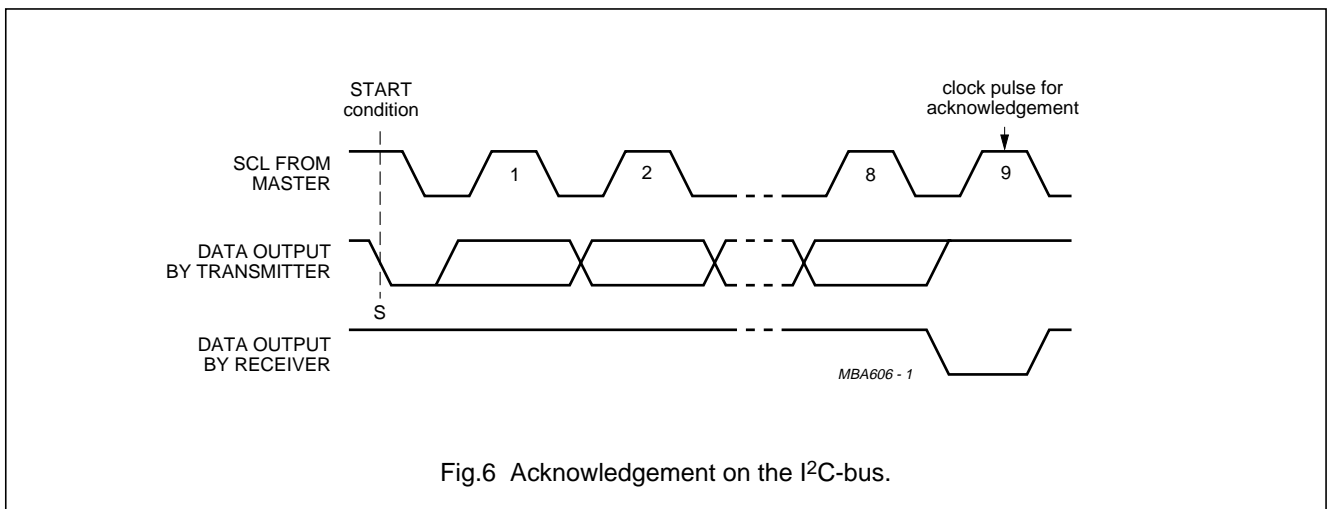 START
condition
clock pulse for
acknowledgement
SCL FROM
MASTER
1
2
8
9
DATA OUTPUT
BY TRANSMITTER
S
DATA OUTPUT
BY RECEIVER
MBA606 - 1
Fig.6 Acknowledgement on the I²C-bus.